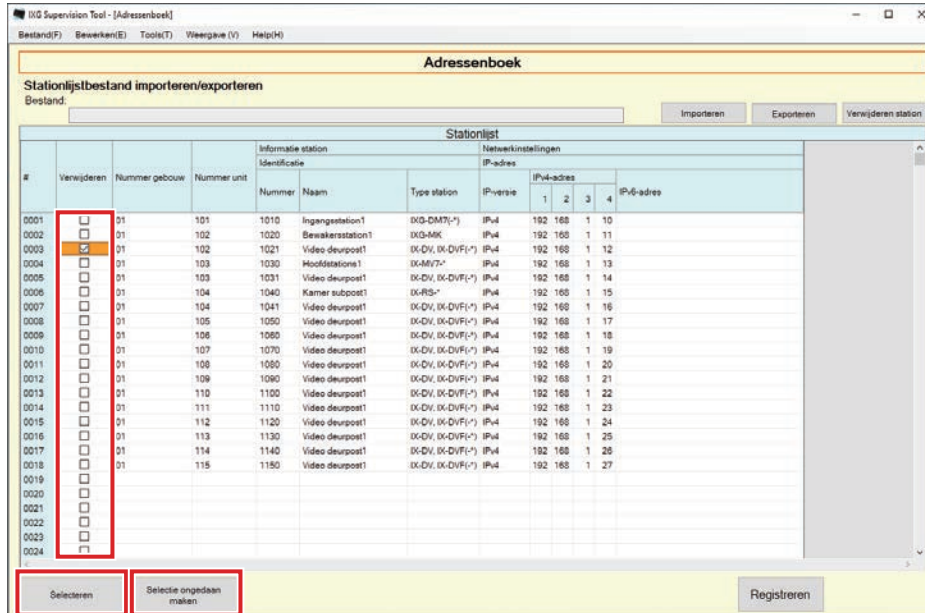 IXG Supervision Tool - [Adressenboek]
Bestand(F) Bewerken(E) Tools(T) Weergave (V) Help(H)
Adressenboek
Stationlijstbestand importeren/exporteren
Bestand:
Importeren Exporteren Verwijderen station
Stationlijst
Informatie station Netwerkinstellingen
Identificatie IP-adres
# Verwijderen Nummer gebouw Nummer unit Nummer Naam Type station IP-versie IPv4-adres IPv6-adres
1 2 3 4
0001 01 101 1010 Ingangestation1 IXG-DM7(-*) IPv4 192 168 1 10
0002 01 102 1020 Bewakersstation1 IXG-MK IPv4 192 168 1 11
0003 01 102 1021 Video deurpost1 IX-DV, IX-DVF(-*) IPv4 192 168 1 12
0004 01 103 1030 Hoofdstations1 IX-MV7-* IPv4 192 168 1 13
0005 01 103 1031 Video deurpost1 IX-DV, IX-DVF(-*) IPv4 192 168 1 14
0006 01 104 1040 Kamer subpost1 IX-RS-* IPv4 192 168 1 15
0007 01 104 1041 Video deurpost1 IX-DV, IX-DVF(-*) IPv4 192 168 1 16
0008 01 105 1050 Video deurpost1 IX-DV, IX-DVF(-*) IPv4 192 168 1 17
0009 01 106 1060 Video deurpost1 IX-DV, IX-DVF(-*) IPv4 192 168 1 18
0010 01 107 1070 Video deurpost1 IX-DV, IX-DVF(-*) IPv4 192 168 1 19
0011 01 108 1080 Video deurpost1 IX-DV, IX-DVF(-*) IPv4 192 168 1 20
0012 01 109 1090 Video deurpost1 IX-DV, IX-DVF(-*) IPv4 192 168 1 21
0013 01 110 1100 Video deurpost1 IX-DV, IX-DVF(-*) IPv4 192 168 1 22
0014 01 111 1110 Video deurpost1 IX-DV, IX-DVF(-*) IPv4 192 168 1 23
0015 01 112 1120 Video deurpost1 IX-DV, IX-DVF(-*) IPv4 192 168 1 24
0016 01 113 1130 Video deurpost1 IX-DV, IX-DVF(-*) IPv4 192 168 1 25
0017 01 114 1140 Video deurpost1 IX-DV, IX-DVF(-*) IPv4 192 168 1 26
0018 01 115 1150 Video deurpost1 IX-DV, IX-DVF(-*) IPv4 192 168 1 27
0019
0020
0021
0022
0023
0024
Selecteren Selectie ongedaan maken Registreren